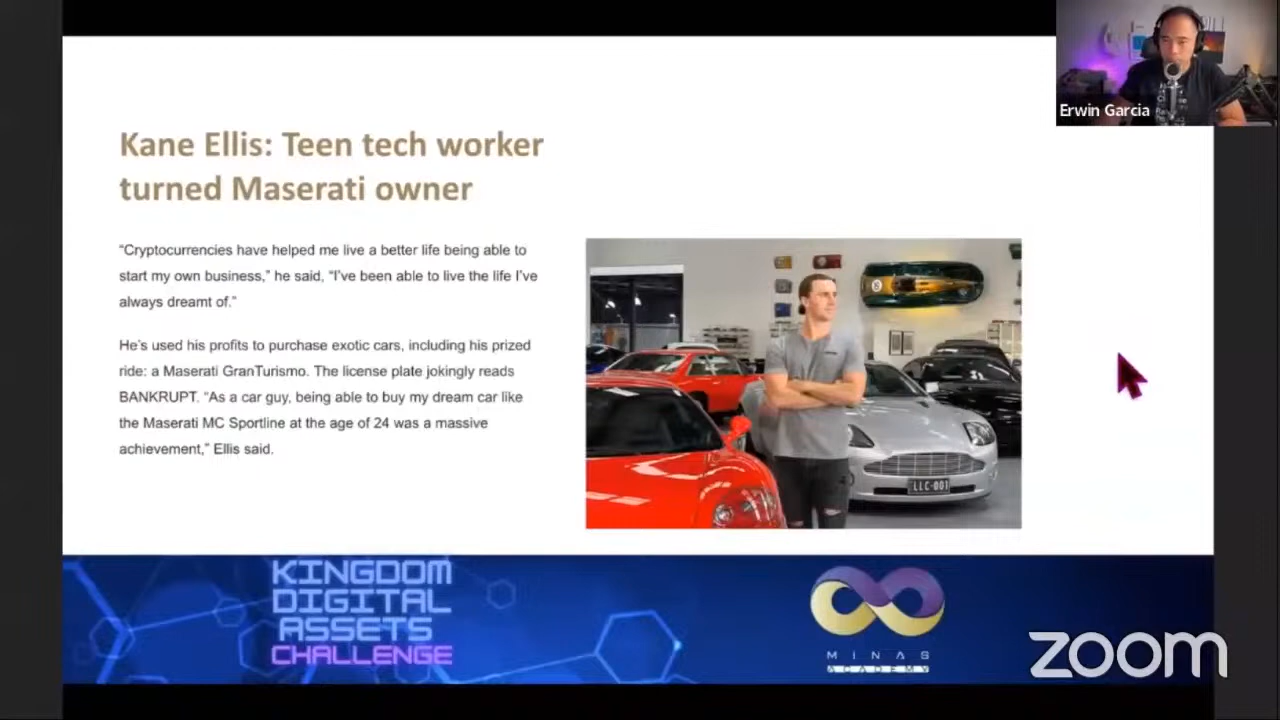 Erwin Garcia
Kane Ellis: Teen tech worker
turned Maserati owner
“Cryptocurrencies have helped me live a better life being able to
start my own business,” he said, “I’ve been able to live the life I’ve
always dreamt of.”
He’s used his profits to purchase exotic cars, including his prized
ride: a Maserati GranTurismo. The license plate jokingly reads
BANKRUPT. “As a car guy, being able to buy my dream car like
the Maserati MC Sportline at the age of 24 was a massive
achievement,” Ellis said.
LLC-001
KINGDOM
DIGITAL
ASSETS
CHALLENGE
MINAS
ACADEMY
zoom